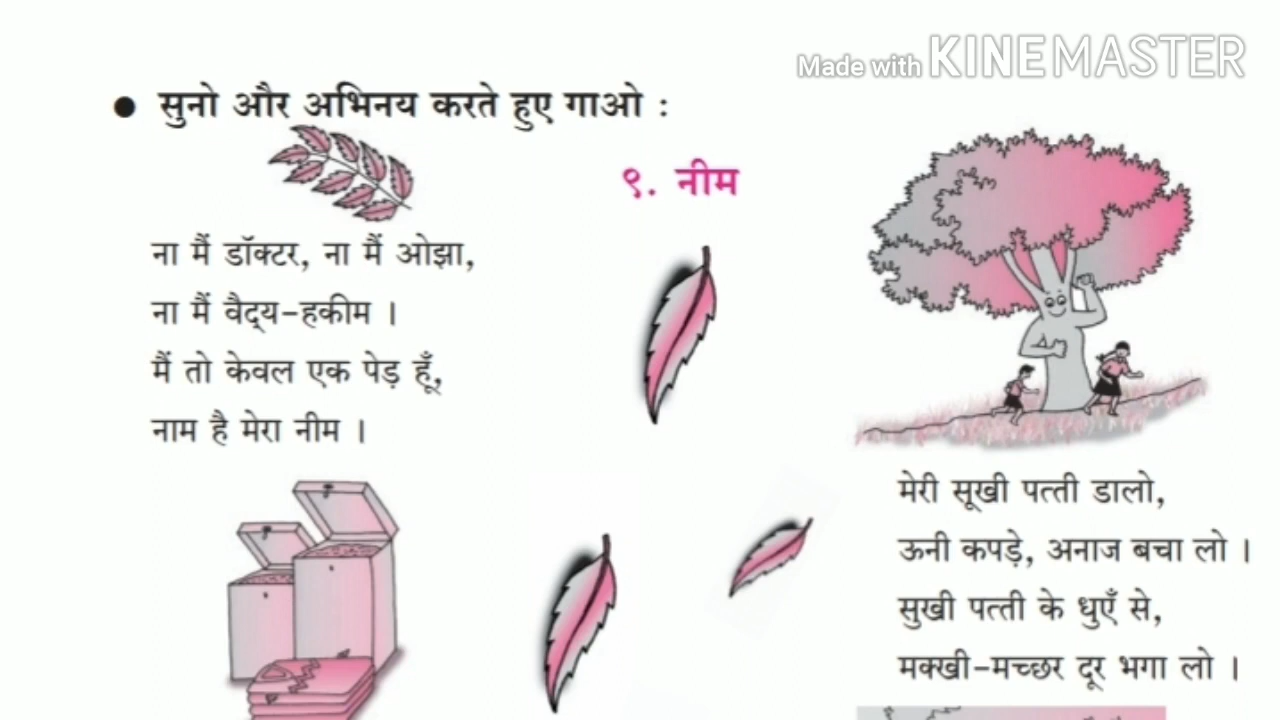 Made with KINEMASTER
● सुनो और अभिनय करते हुए गाओ :
९. नीम
ना मैं डॉक्टर, ना मैं ओझा,
ना मैं वैद्‌य-हकीम ।
मैं तो केवल एक पेड़ हूँ,
नाम है मेरा नीम ।
मेरी सूखी पत्ती डालो,
ऊनी कपड़े, अनाज बचा लो ।
सुखी पत्ती के धुएँ से,
मक्खी-मच्छर दूर भगा लो ।